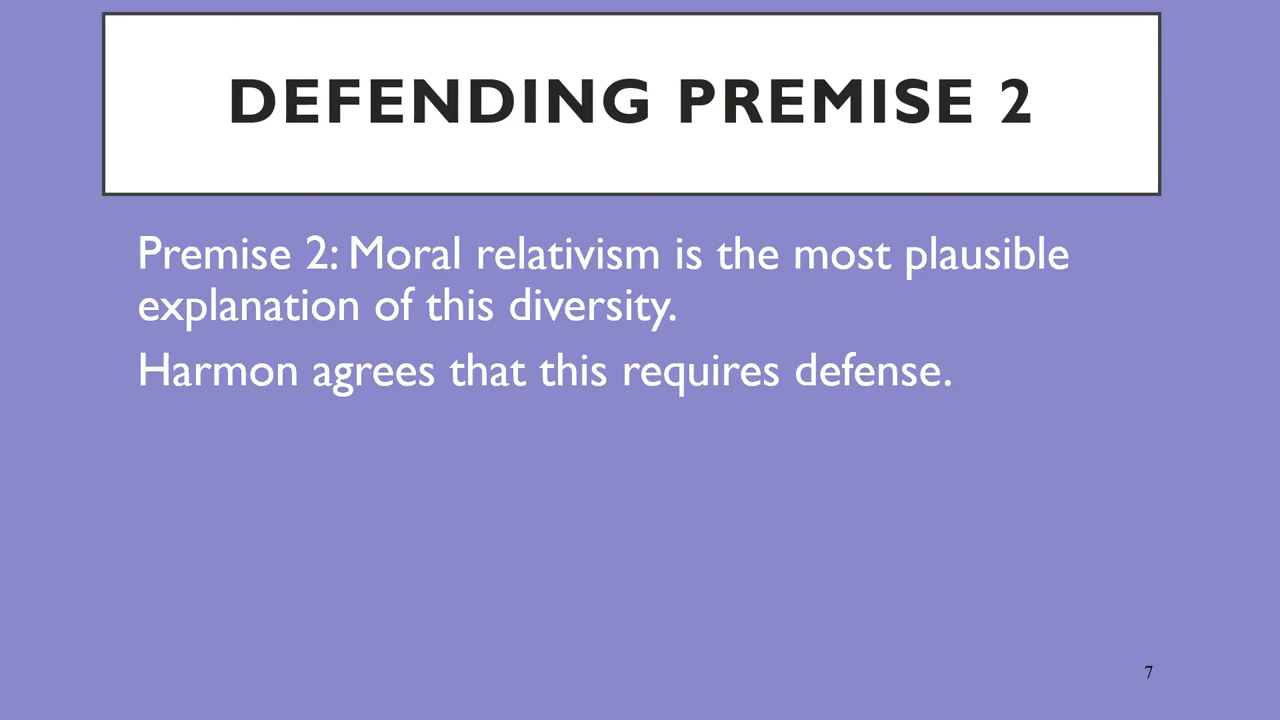 DEFENDING PREMISE 2
Premise 2: Moral relativism is the most plausible
explanation of this diversity.
Harmon agrees that this requires defense.
7